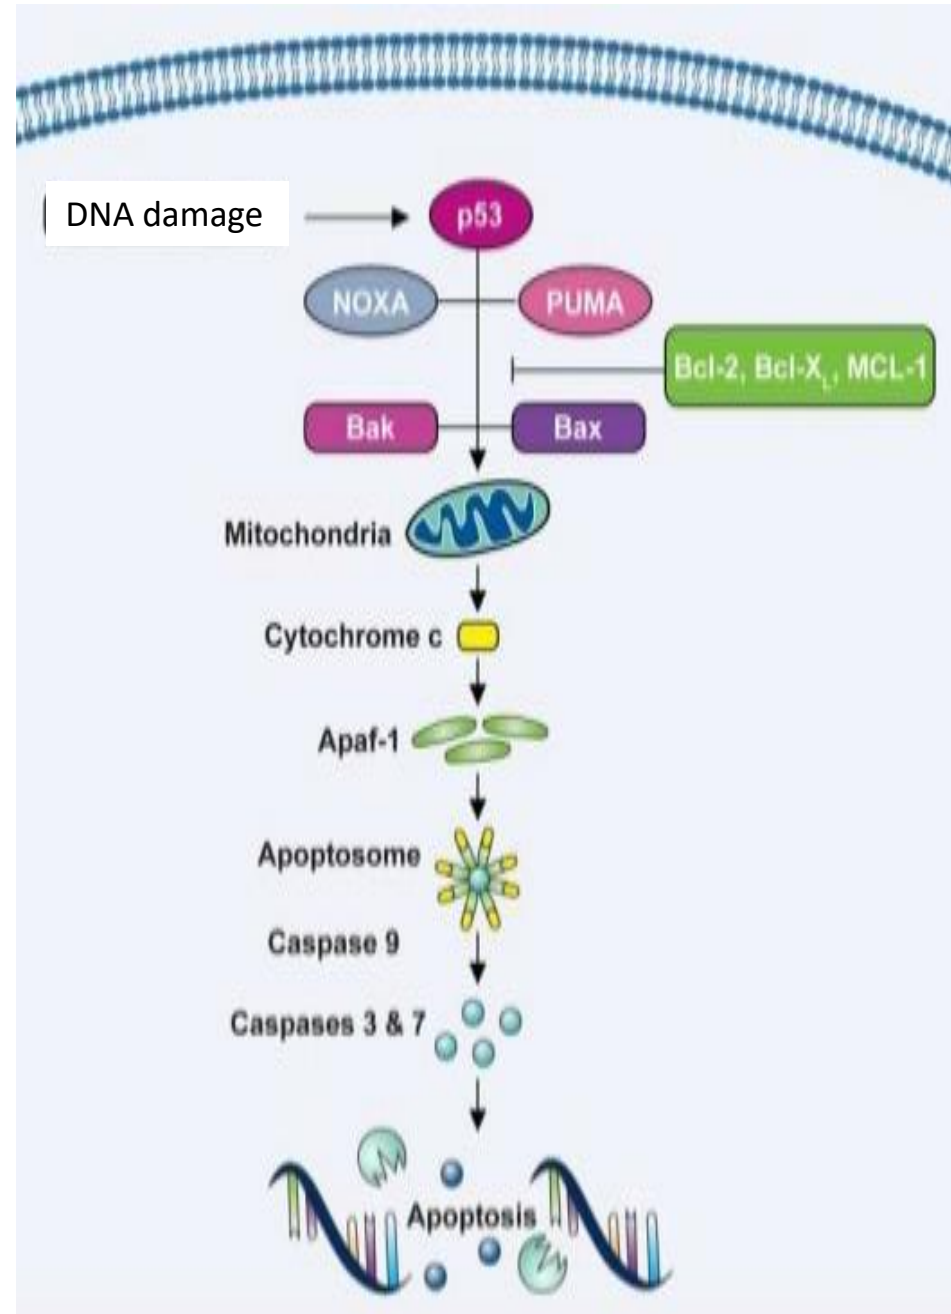 DNA damage
p53
NOXA
PUMA
Bcl-2, Bcl-XL, MCL-1
Bak
Bax
Mitochondria
Cytochrome c
Apaf-1
Apoptosome
Caspase 9
Caspases 3 & 7
Apoptosis